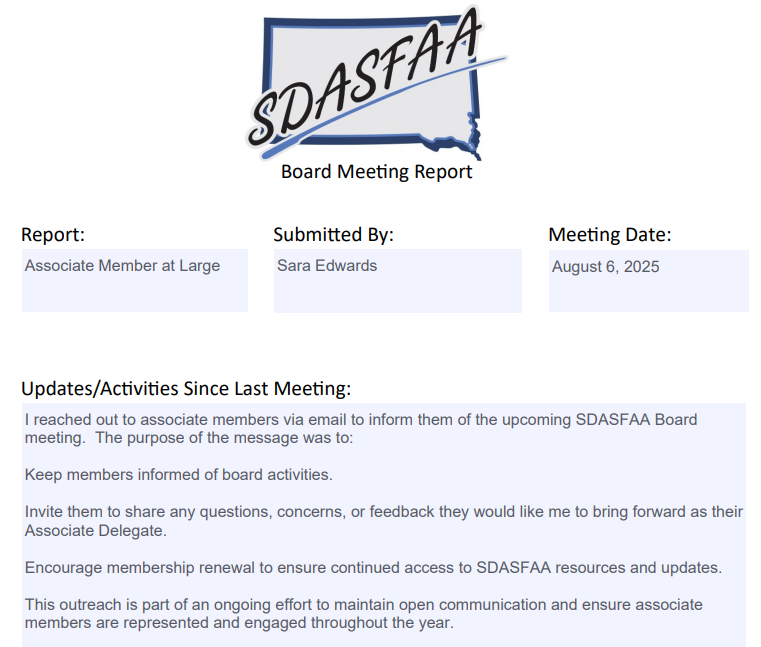 SDASFAA
Board Meeting Report
Report:
Submitted By:
Meeting Date:
Associate Member at Large
Sara Edwards
August 6, 2025
Updates/Activities Since Last Meeting:
I reached out to associate members via email to inform them of the upcoming SDASFAA Board
meeting.  The purpose of the message was to:
Keep members informed of board activities.
Invite them to share any questions, concerns, or feedback they would like me to bring forward as their
Associate Delegate.
Encourage membership renewal to ensure continued access to SDASFAA resources and updates.
This outreach is part of an ongoing effort to maintain open communication and ensure associate
members are represented and engaged throughout the year.